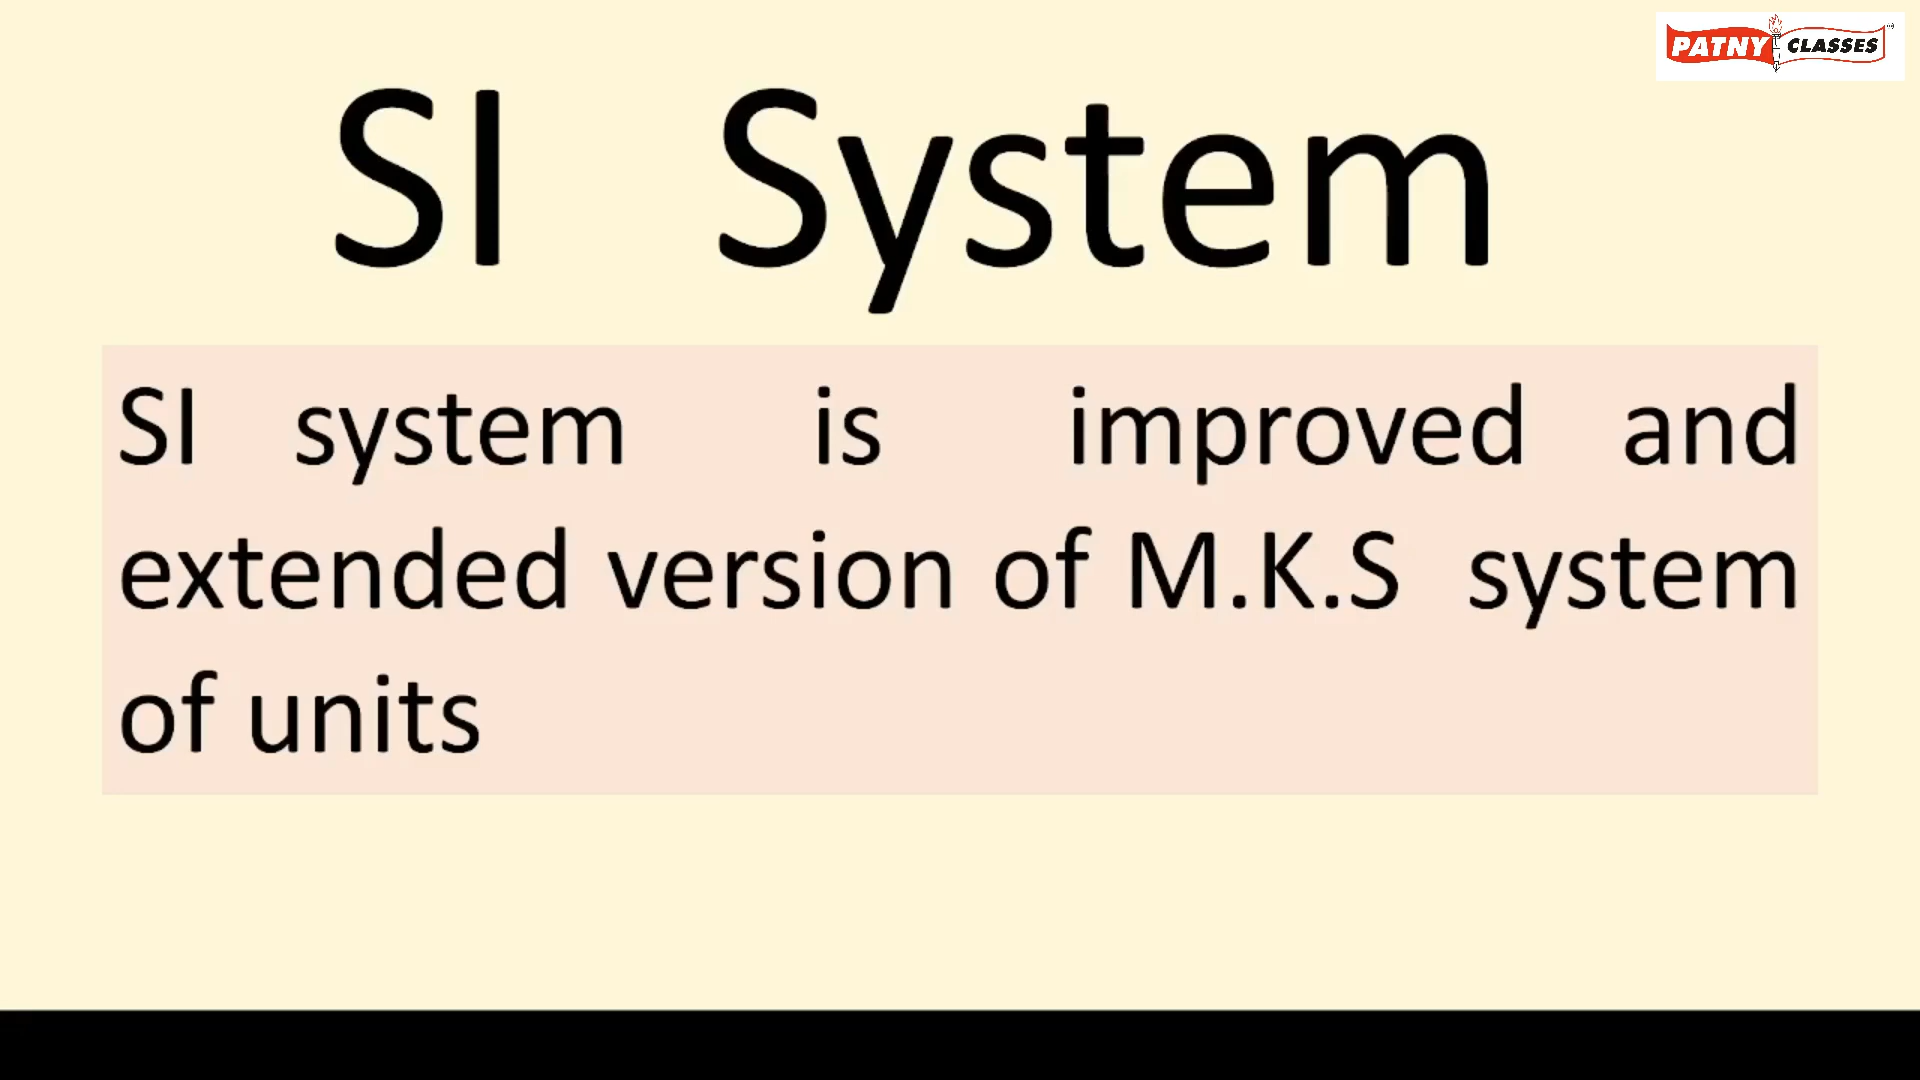 PATNY CLASSES
SI System
SI system is improved and
extended version of M.K.S system
of units